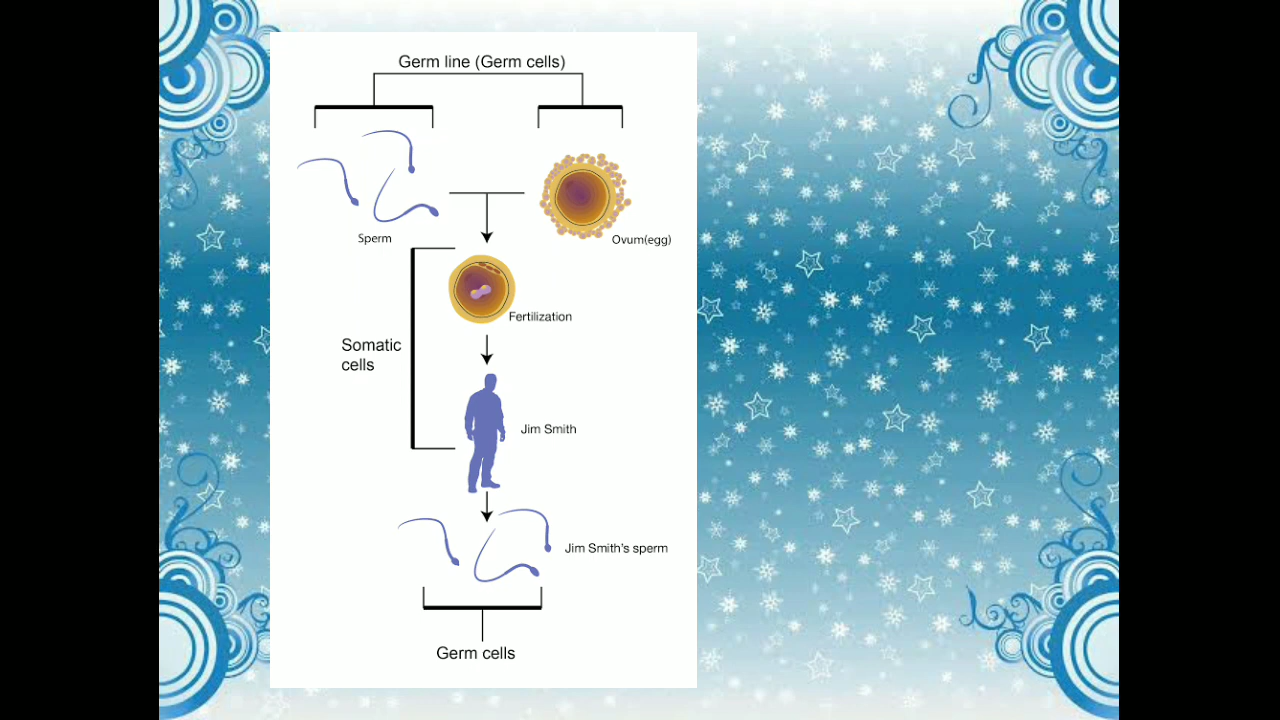 Germ line (Germ cells)
Sperm
Ovum(egg)
Fertilization
Somatic
cells
Jim Smith
Jim Smith's sperm
Germ cells